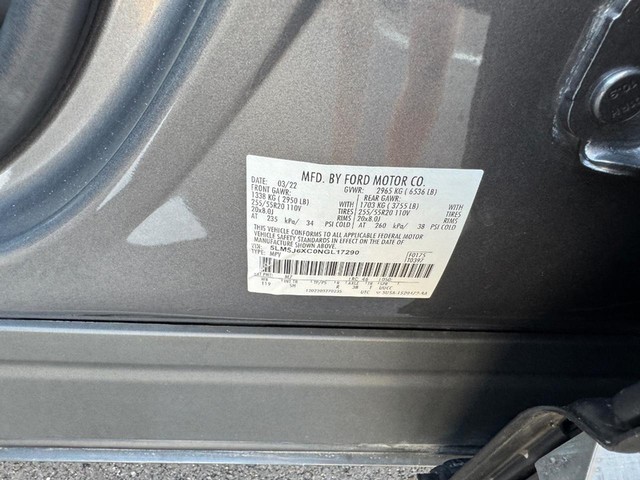 MFD. BY FORD MOTOR CO.
DATE: 03/22 GVWR: 2965 KG ( 6536 LB)
FRONT GAWR: REAR GAWR:
1338 KG ( 2950 LB) WITH 1703 KG ( 3755 LB) WITH
255/55R20 110V TIRES 255/55R20 110V TIRES
20x8.0J RIMS 20x8.0J RIMS
AT 235 kPa/ 34 PSI COLD AT 260 kPa/ 38 PSI COLD
THIS VEHICLE CONFORMS TO ALL APPLICABLE FEDERAL MOTOR
VEHICLE SAFETY STANDARDS IN EFFECT ON THE DATE OF MANUFACTURE SHOWN ABOVE.
VIN: 5LM5J6XC0NGL17290 F0175
TYPE: MPV T0397